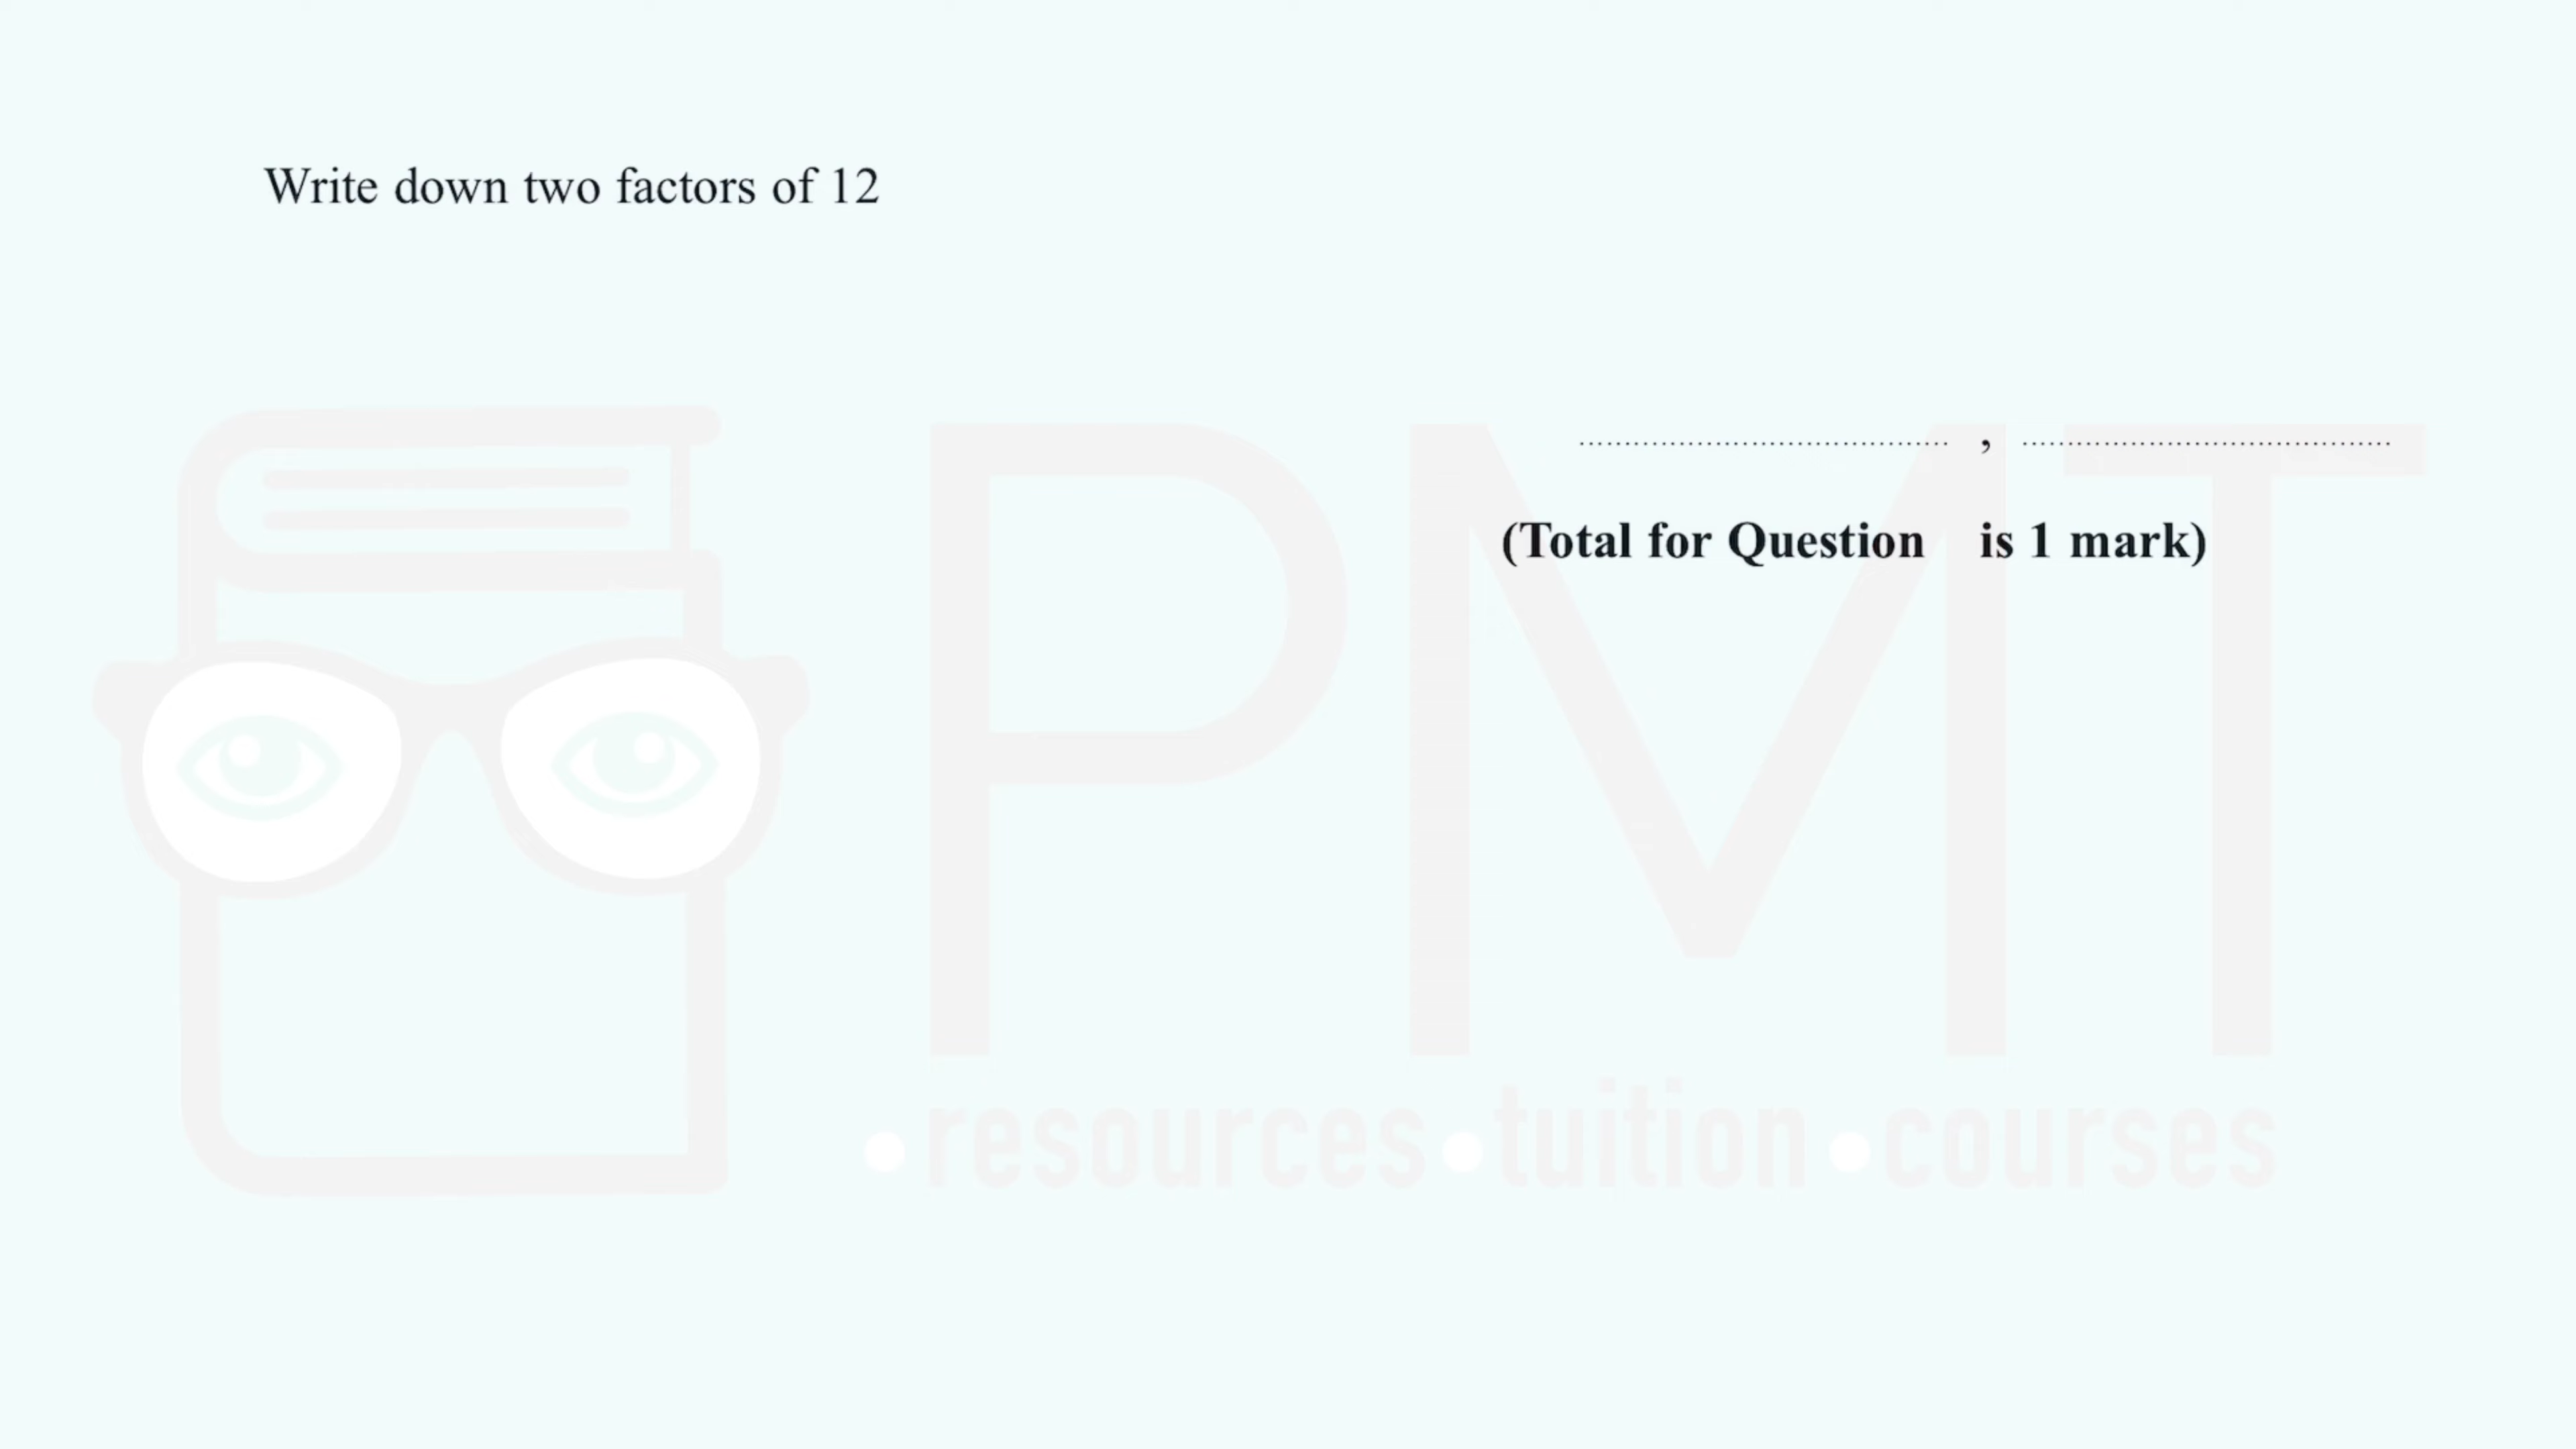 Write down two factors of 12
.........................................  ,  .........................................
(Total for Question is 1 mark)
PMT
•resources•tuition•courses